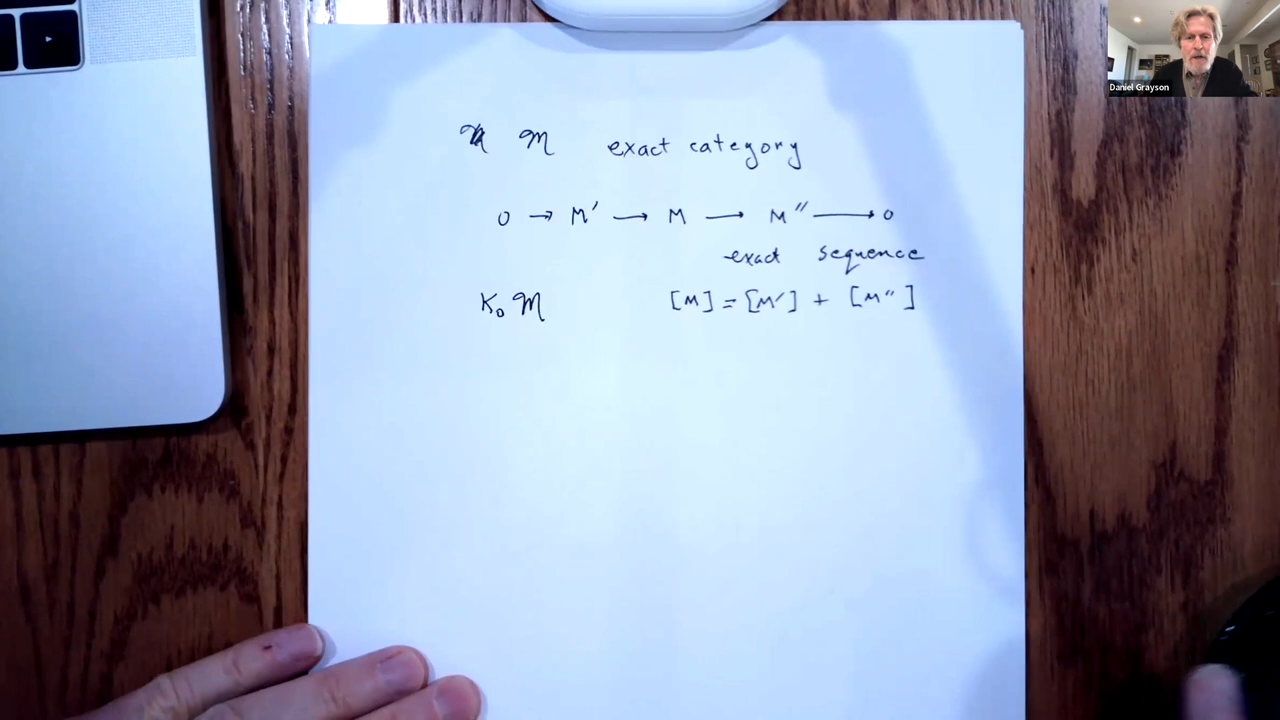 ℳ exact category
0 → M′ → M → M″ → 0
exact sequence
K₀ ℳ [M] = [M′] + [M″]
Daniel Grayson